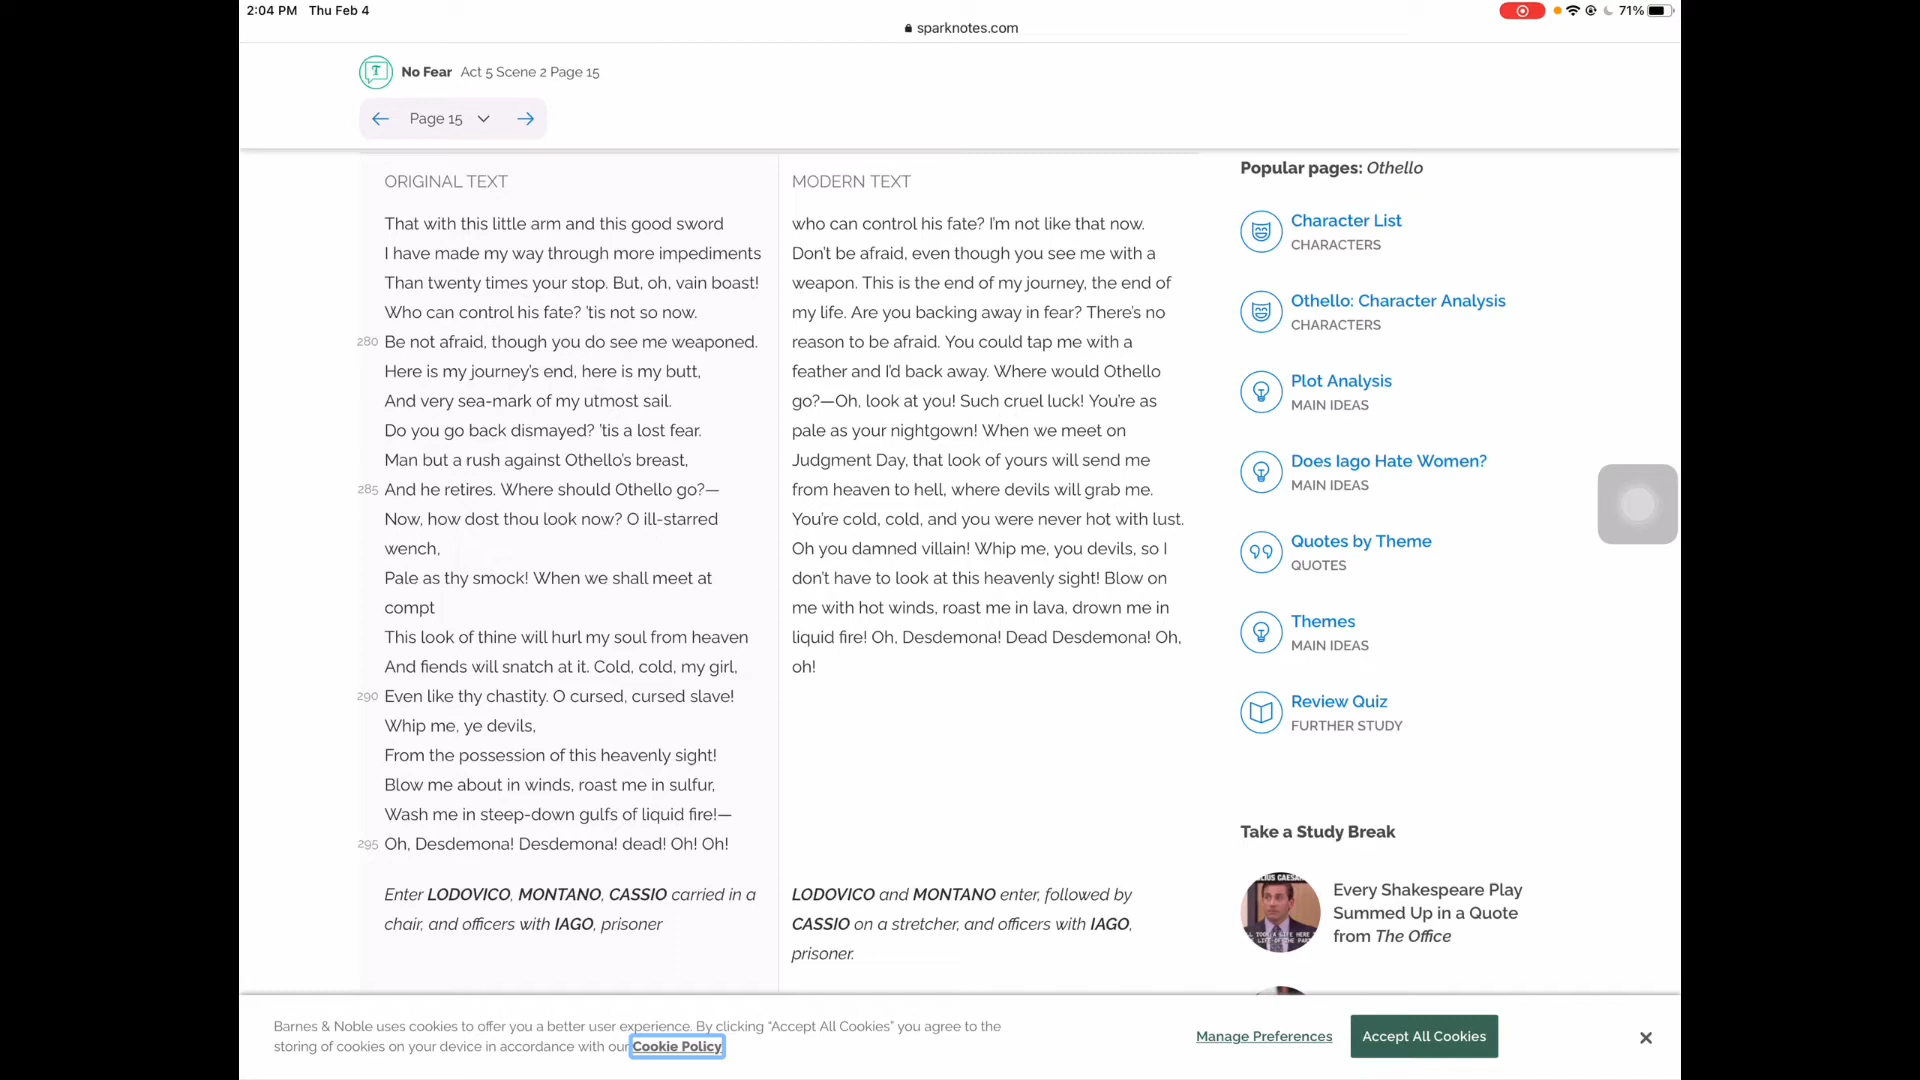 2:04 PM Thu Feb 4
71%
sparknotes.com
No Fear Act 5 Scene 2 Page 15
Page 15
ORIGINAL TEXT
That with this little arm and this good sword
I have made my way through more impediments
Than twenty times your stop. But, oh, vain boast!
Who can control his fate? 'tis not so now.
280 Be not afraid, though you do see me weaponed.
Here is my journey's end, here is my butt,
And very sea-mark of my utmost sail.
Do you go back dismayed? 'tis a lost fear.
Man but a rush against Othello's breast,
285 And he retires. Where should Othello go?—
Now, how dost thou look now? O ill-starred
wench,
Pale as thy smock! When we shall meet at
compt
This look of thine will hurl my soul from heaven
And fiends will snatch at it. Cold, cold, my girl,
290 Even like thy chastity. O cursed, cursed slave!
Whip me, ye devils,
From the possession of this heavenly sight!
Blow me about in winds, roast me in sulfur,
Wash me in steep-down gulfs of liquid fire!—
295 Oh, Desdemona! Desdemona! dead! Oh! Oh!
Enter LODOVICO, MONTANO, CASSIO carried in a
chair, and officers with IAGO, prisoner
MODERN TEXT
who can control his fate? I'm not like that now.
Don't be afraid, even though you see me with a
weapon. This is the end of my journey, the end of
my life. Are you backing away in fear? There's no
reason to be afraid. You could tap me with a
feather and I'd back away. Where would Othello
go?—Oh, look at you! Such cruel luck! You're as
pale as your nightgown! When we meet on
Judgment Day, that look of yours will send me
from heaven to hell, where devils will grab me.
You're cold, cold, and you were never hot with lust.
Oh you damned villain! Whip me, you devils, so I
don't have to look at this heavenly sight! Blow on
me with hot winds, roast me in lava, drown me in
liquid fire! Oh, Desdemona! Dead Desdemona! Oh,
oh!
LODOVICO and MONTANO enter, followed by
CASSIO on a stretcher, and officers with IAGO,
prisoner.
Popular pages: Othello
Character List
CHARACTERS
Othello: Character Analysis
CHARACTERS
Plot Analysis
MAIN IDEAS
Does Iago Hate Women?
MAIN IDEAS
Quotes by Theme
QUOTES
Themes
MAIN IDEAS
Review Quiz
FURTHER STUDY
Take a Study Break
Every Shakespeare Play
Summed Up in a Quote
from The Office
Barnes & Noble uses cookies to offer you a better user experience. By clicking "Accept All Cookies" you agree to the
storing of cookies on your device in accordance with our Cookie Policy
Manage Preferences
Accept All Cookies